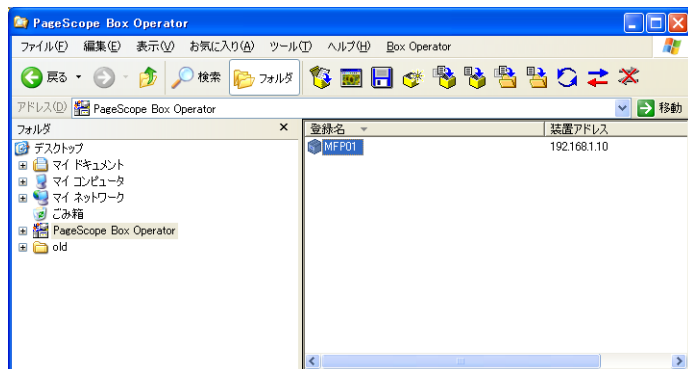 PageScope Box Operator
ファイル(F) 編集(E) 表示(V) お気に入り(A) ツール(T) ヘルプ(H) Box Operator
戻る 検索 フォルダ
アドレス(D) PageScope Box Operator 移動
フォルダ ×
デスクトップ
マイ ドキュメント
マイ コンピュータ
マイ ネットワーク
ごみ箱
PageScope Box Operator
old
登録名 装置アドレス
MFP01 192.168.1.10